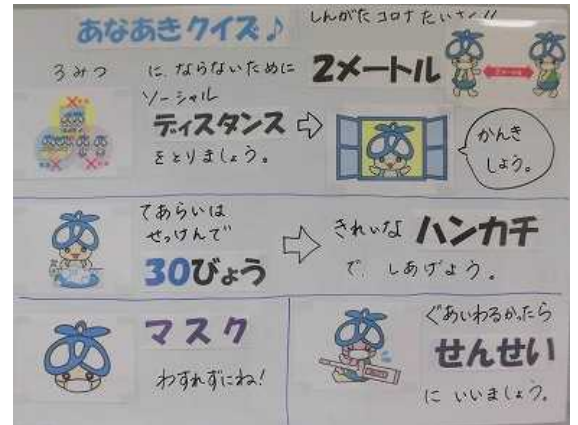 あなあきクイズ♪
しんがたコロナたいさく!!
3みつ
に、ならないために
ソーシャル
2メートル
ディスタンス
をとりましょう。
かんき
しよう。
てあらいは
せっけんで
30びょう
きれいな ハンカチ
で、しあげよう。
マスク
わすれずにね!
ぐあいわるかったら
せんせい
に いいましょう。